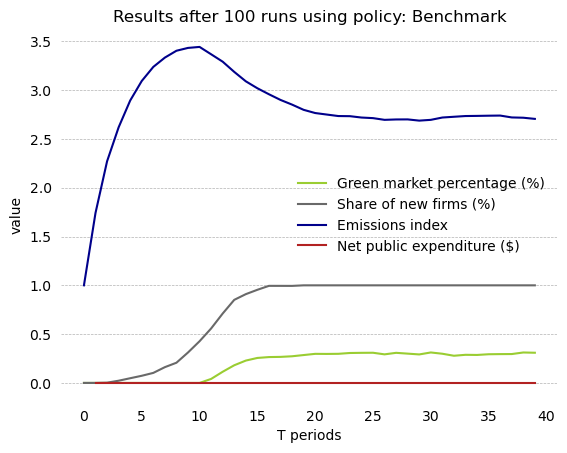 Results after 100 runs using policy: Benchmark
3.5
3.0
2.5
2.0
1.5
1.0
0.5
0.0
value
Green market percentage (%)
Share of new firms (%)
Emissions index
Net public expenditure ($)
0 5 10 15 20 25 30 35 40
T periods